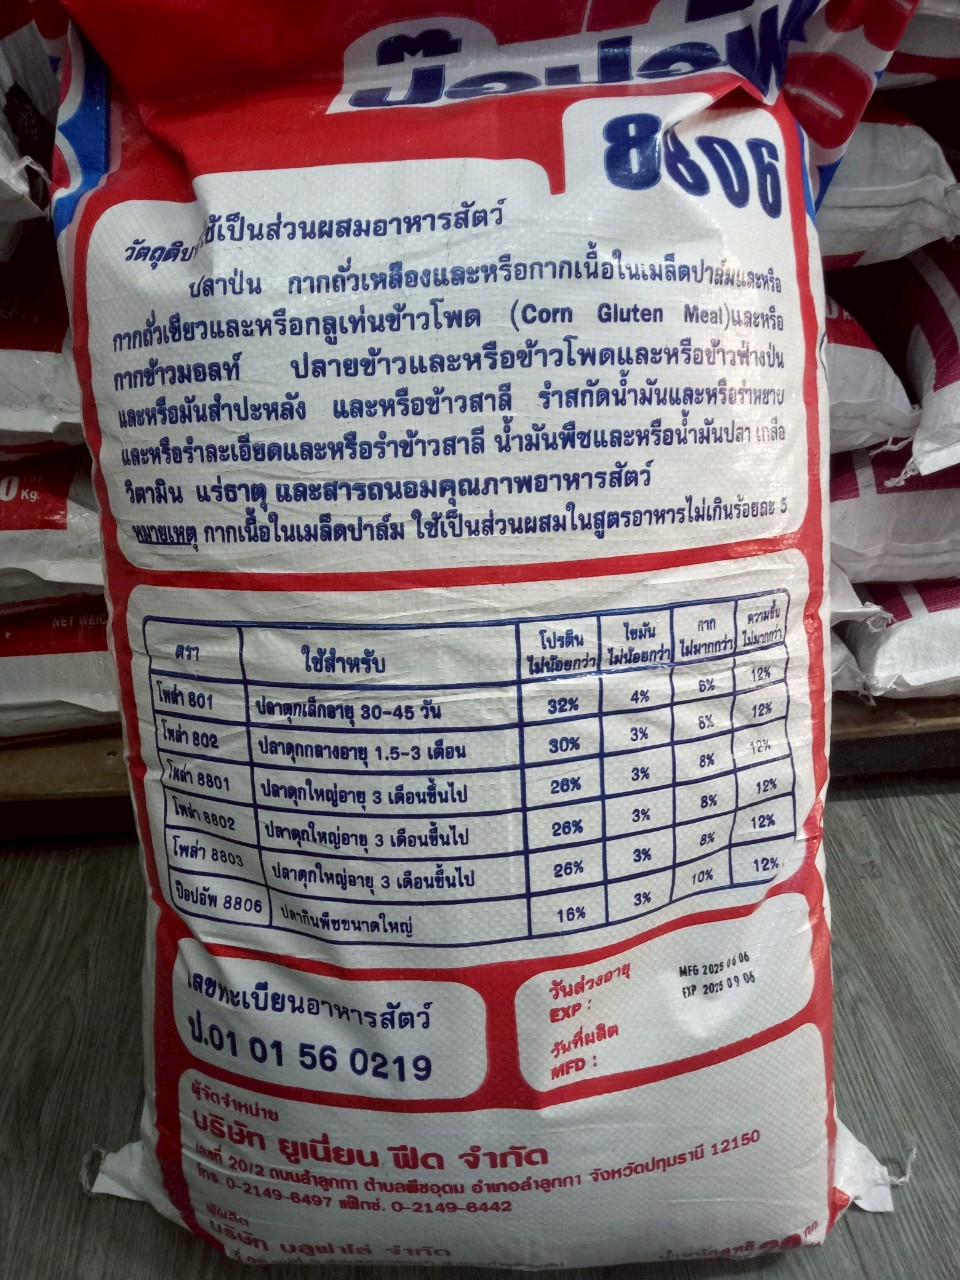 ป๊อปอัพ
8806
วัตถุดิบ
ใช้เป็นส่วนผสมอาหารสัตว์
ปลาป่น กากถั่วเหลืองและหรือกากเนื้อในเมล็ดปาล์มและหรือ
กากถั่วเขียวและหรือกลูเท่นข้าวโพด (Corn Gluten Meal)และหรือ
กากข้าวมอลท์ ปลายข้าวและหรือข้าวโพดและหรือข้าวฟ่างป่น
และหรือมันสำปะหลัง และหรือข้าวสาลี รำสกัดน้ำมันและหรือรำหยาบ
และหรือรำละเอียดและหรือรำข้าวสาลี น้ำมันพืชและหรือน้ำมันปลา เกลือ
วิตามิน แร่ธาตุ และสารถนอมคุณภาพอาหารสัตว์
หมายเหตุ กากเนื้อในเมล็ดปาล์ม ใช้เป็นส่วนผสมในสูตรอาหารไม่เกินร้อยละ 5
ตรา ใช้สำหรับ โปรตีน ไม่น้อยกว่า ไขมัน ไม่น้อยกว่า กาก ไม่มากกว่า ความชื้น ไม่มากกว่า
โพล่า 801 ปลาดุกเล็กอายุ 30-45 วัน 32% 4% 6% 12%
โพล่า 802 ปลาดุกกลางอายุ 1.5-3 เดือน 30% 3% 8% 12%
โพล่า 8801 ปลาดุกใหญ่อายุ 3 เดือนขึ้นไป 26% 3% 8% 12%
โพล่า 8802 ปลาดุกใหญ่อายุ 3 เดือนขึ้นไป 26% 3% 8% 12%
โพล่า 8803 ปลาดุกใหญ่อายุ 3 เดือนขึ้นไป 26% 3% 8% 12%
ป๊อปอัพ 8806 ปลากินพืชขนาดใหญ่ 16% 3% 10% 12%
เลขทะเบียนอาหารสัตว์
ป.01 01 56 0219
วันล่วงอายุ
EXP :
วันที่ผลิต
MFD :
MFG 2025 06 06
EXP 2025 09 06
ผู้จัดจำหน่าย
บริษัท ยูเนี่ยน ฟีด จำกัด
เลขที่ 20/2 ถนนลำลูกกา ตำบลพืชอุดม อำเภอลำลูกกา จังหวัดปทุมธานี 12150
โทร. 0-2149-6497 แฟ๊กซ์. 0-2149-6442
ผู้ผลิต
บริษัท บลูฟาโล่ จำกัด
น้ำหนักสุทธิ
NET WEIG
Kg.